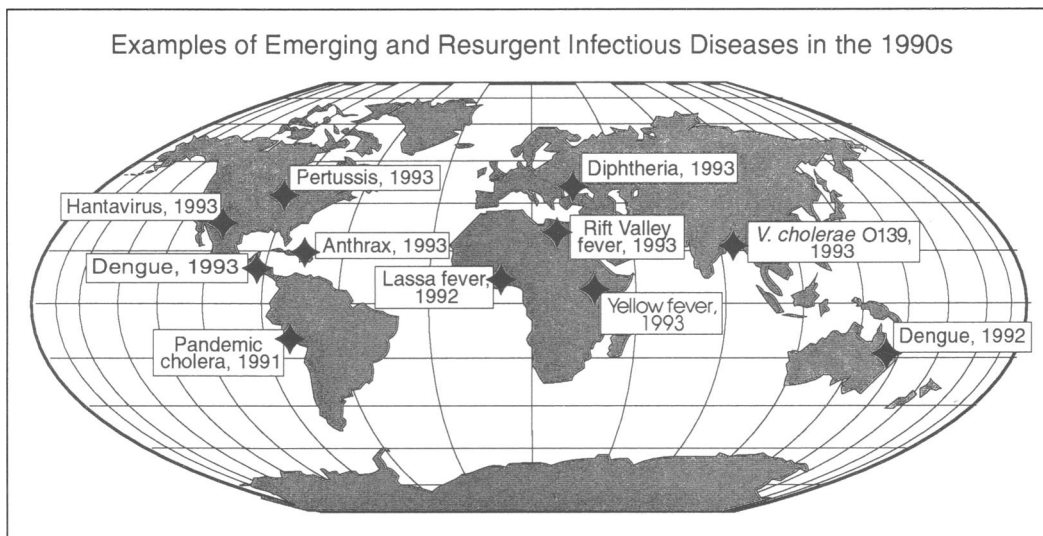 Examples of Emerging and Resurgent Infectious Diseases in the 1990s
Pertussis, 1993
Diphtheria, 1993
Hantavirus, 1993
Rift Valley
fever, 1993
V. cholerae O139,
1993
Anthrax, 1993
Dengue, 1993
Lassa fever,
1992
Yellow fever,
1993
Pandemic
cholera, 1991
Dengue, 1992